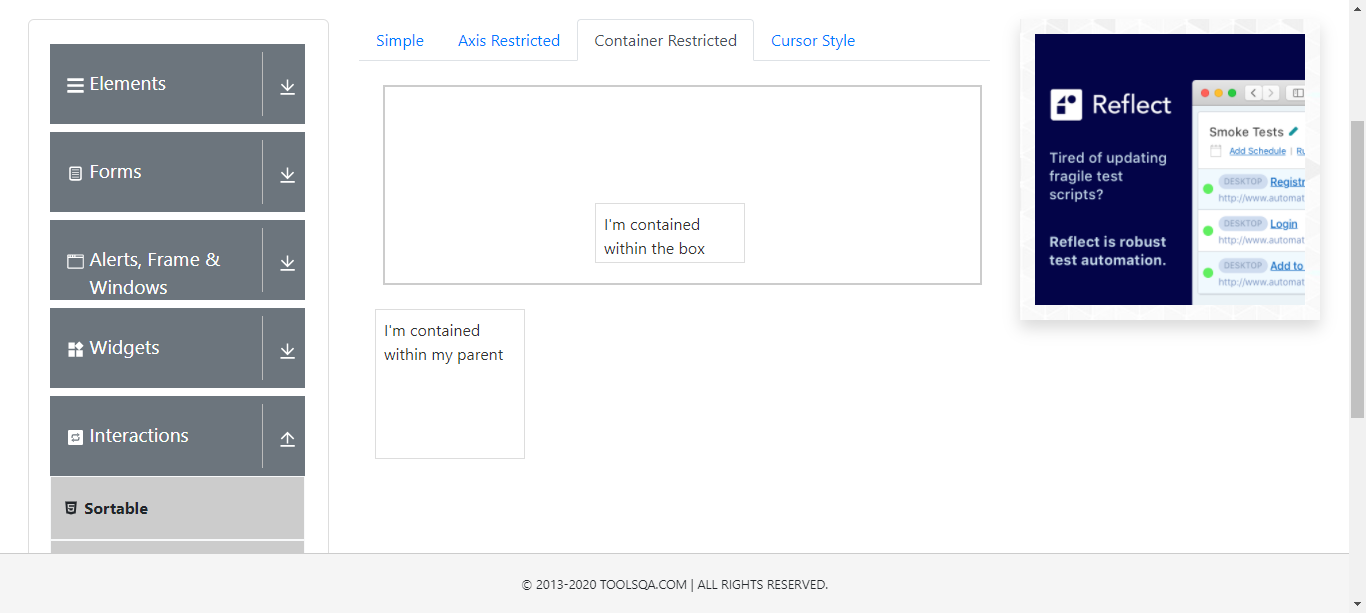 Elements
Forms
Alerts, Frame &
Windows
Widgets
Interactions
Sortable
Simple
Axis Restricted
Container Restricted
Cursor Style
I'm contained
within the box
I'm contained
within my parent
Reflect
Tired of updating
fragile test
scripts?
Reflect is robust
test automation.
Smoke Tests
Add Schedule |
DESKTOP Registr
http://www.automat
DESKTOP Login
http://www.automat
DESKTOP Add to
http://www.automat
© 2013-2020 TOOLSQA.COM | ALL RIGHTS RESERVED.